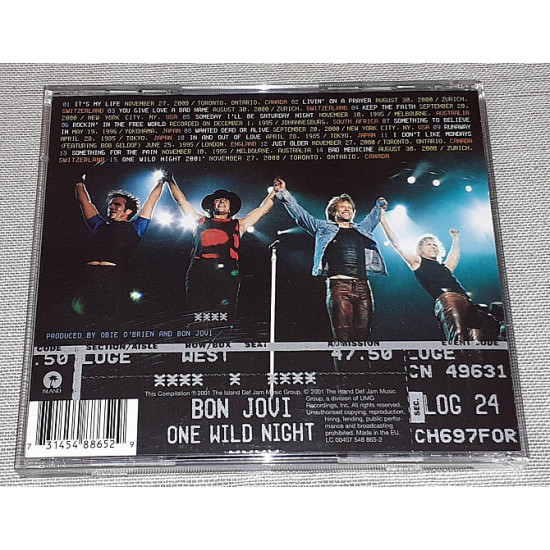 01 IT'S MY LIFE NOVEMBER 27, 2000/TORONTO, ONTARIO, CANADA 02 LIVIN' ON A PRAYER AUGUST 30, 2000/ZURICH,
SWITZERLAND 03 YOU GIVE LOVE A BAD NAME AUGUST 30, 2000/ZURICH, SWITZERLAND 04 KEEP THE FAITH SEPTEMBER 20,
2000/NEW YORK CITY, NY, USA 05 SOMEDAY I'LL BE SATURDAY NIGHT NOVEMBER 10, 1995/MELBOURNE, AUSTRALIA
06 ROCKIN' IN THE FREE WORLD RECORDED ON DECEMBER 1, 1995/JOHANNESBURG, SOUTH AFRICA 07 SOMETHING TO BELIEVE
IN MAY 19, 1996/YOKOHAMA, JAPAN 08 WANTED DEAD OR ALIVE SEPTEMBER 20, 2000/NEW YORK CITY, NY, USA 09 RUNAWAY
APRIL 28, 1985/TOKYO, JAPAN 10 IN AND OUT OF LOVE APRIL 28, 1985/TOKYO, JAPAN 11 I DON'T LIKE MONDAYS
(FEATURING BOB GELDOF) JUNE 25, 1995/LONDON, ENGLAND 12 JUST OLDER NOVEMBER 27, 2000/TORONTO, ONTARIO, CANADA
13 SOMETHING FOR THE PAIN NOVEMBER 10, 1995/MELBOURNE, AUSTRALIA 14 BAD MEDICINE AUGUST 30, 2000/ZURICH,
SWITZERLAND 15 ONE WILD NIGHT 2001* NOVEMBER 27, 2000/TORONTO, ONTARIO, CANADA
XXXX
PRODUCED BY OBIE O'BRIEN AND BON JOVI
CODE SECTION/AISLE ROW/BOX SEAT ADMISSION EVENT CODE
.50 LOGE WEST 47.50 LOGE
CN 49631
XXXX X XXXX
ISLAND
This Compilation ℗ 2001 The Island Def Jam Music Group, © 2001 The Island Def Jam Music
Group, a division of UMG
Recordings, Inc. All rights reserved.
Unauthorised copying, reproduction,
hiring, lending, public perfor-
mance and broadcasting
prohibited. Made in the EU.
LC 00407 548 865-2
BON JOVI
ONE WILD NIGHT
SEC.
LOG 24
CH697FOR
7 31454 88652 9